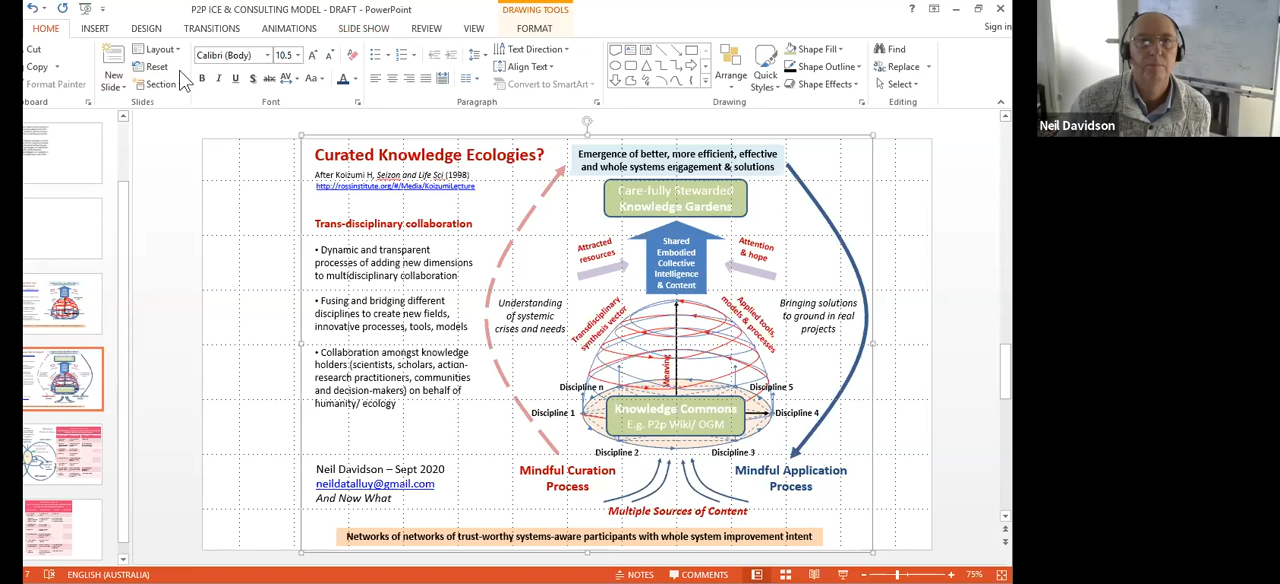 P2P ICE & CONSULTING MODEL - DRAFT - PowerPoint
DRAWING TOOLS
HOME INSERT DESIGN TRANSITIONS ANIMATIONS SLIDE SHOW REVIEW VIEW FORMAT
Sign in
Cut
Copy
Format Painter
New
Slide
Layout
Reset
Section
Slides
Calibri (Body) 10.5
Font
Text Direction
Align Text
Convert to SmartArt
Paragraph
Arrange
Quick
Styles
Shape Fill
Shape Outline
Shape Effects
Drawing
Find
Replace
Select
Editing
Neil Davidson
Curated Knowledge Ecologies?
After Koizumi H, Seizon and Life Sci (1998)
http://rossinstitute.org/#/Media/KoizumiLecture
Trans-disciplinary collaboration
• Dynamic and transparent
processes of adding new dimensions
to multidisciplinary collaboration
• Fusing and bridging different
disciplines to create new fields,
innovative processes, tools, models
• Collaboration amongst knowledge
holders (scientists, scholars, action-
research practitioners, communities
and decision-makers) on behalf of
humanity/ ecology
Neil Davidson – Sept 2020
neildatalluy@gmail.com
And Now What
Emergence of better, more efficient, effective
and whole systems engagement & solutions
Care-fully Stewarded
Knowledge Gardens
Shared
Embodied
Collective
Intelligence
& Content
Attracted
resources
Attention
& hope
Understanding
of systemic
crises and needs
Bringing solutions
to ground in real
projects
Transdisciplinary
synthesis vector
Applied tools,
models & processes
Weaving
Discipline n
Discipline 5
Discipline 1
Discipline 4
Knowledge Commons
E.g. P2p Wiki/ OGM
Discipline 2
Discipline 3
Mindful Curation
Process
Mindful Application
Process
Multiple Sources of Content
Networks of networks of trust-worthy systems-aware participants with whole system improvement intent
ENGLISH (AUSTRALIA)
NOTES
COMMENTS
75%